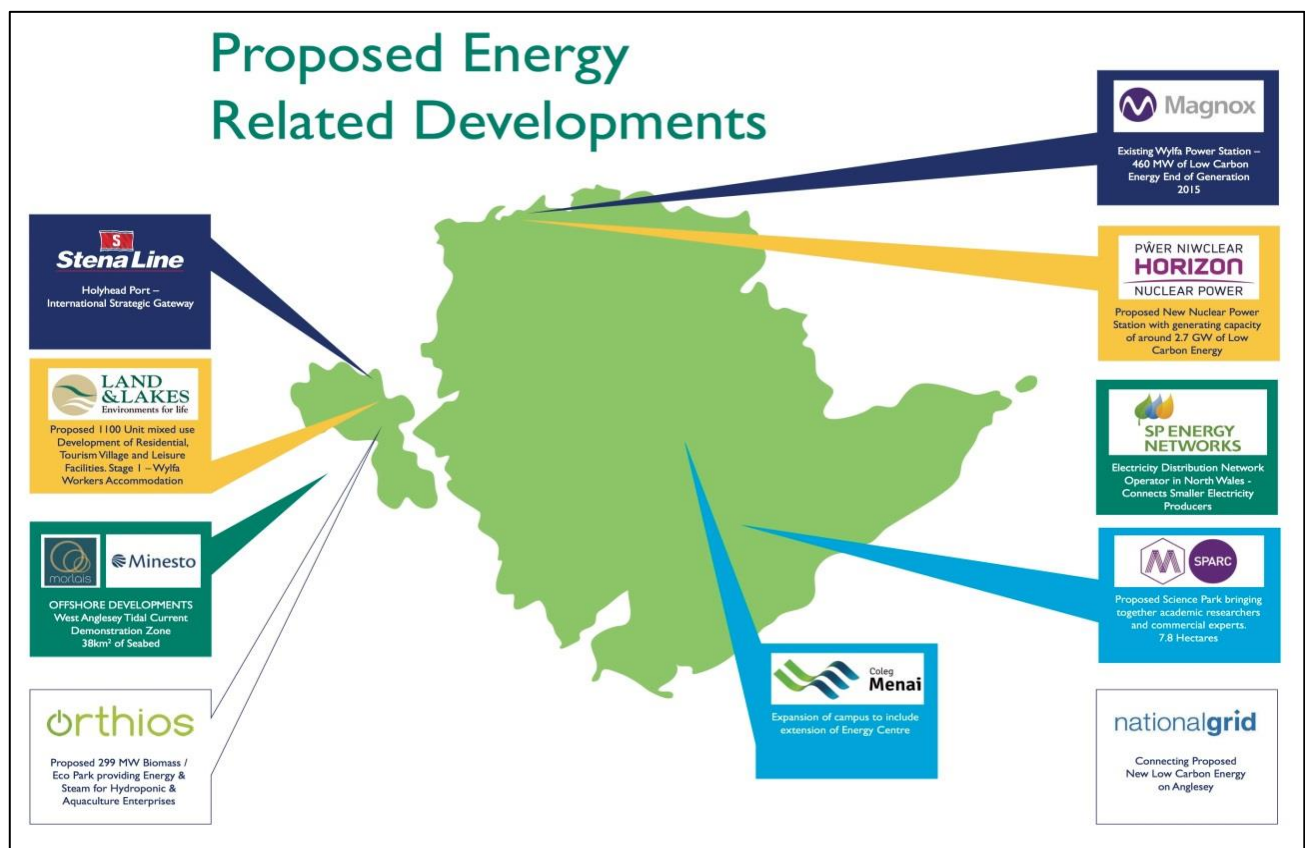 Proposed Energy
Related Developments
Stena Line
Holyhead Port –
International Strategic Gateway
LAND
&LAKES
Environments for life
Proposed 1100 Unit mixed use
Development of Residential,
Tourism Village and Leisure
Facilities. Stage 1 – Wylfa
Workers Accommodation
morlais
Minesto
OFFSHORE DEVELOPMENTS
West Anglesey Tidal Current
Demonstration Zone
38km² of Seabed
orthios
Proposed 299 MW Biomass /
Eco Park providing Energy &
Steam for Hydroponic &
Aquaculture Enterprises
Coleg
Menai
Expansion of campus to include
extension of Energy Centre
Magnox
Existing Wylfa Power Station –
460 MW of Low Carbon
Energy End of Generation
2015
PŴER NIWCLEAR
HORIZON
NUCLEAR POWER
Proposed New Nuclear Power
Station with generating capacity
of around 2.7 GW of Low
Carbon Energy
SP ENERGY
NETWORKS
Electricity Distribution Network
Operator in North Wales -
Connects Smaller Electricity
Producers
M SPARC
Proposed Science Park bringing
together academic researchers
and commercial experts.
7.8 Hectares
nationalgrid
Connecting Proposed
New Low Carbon Energy
on Anglesey